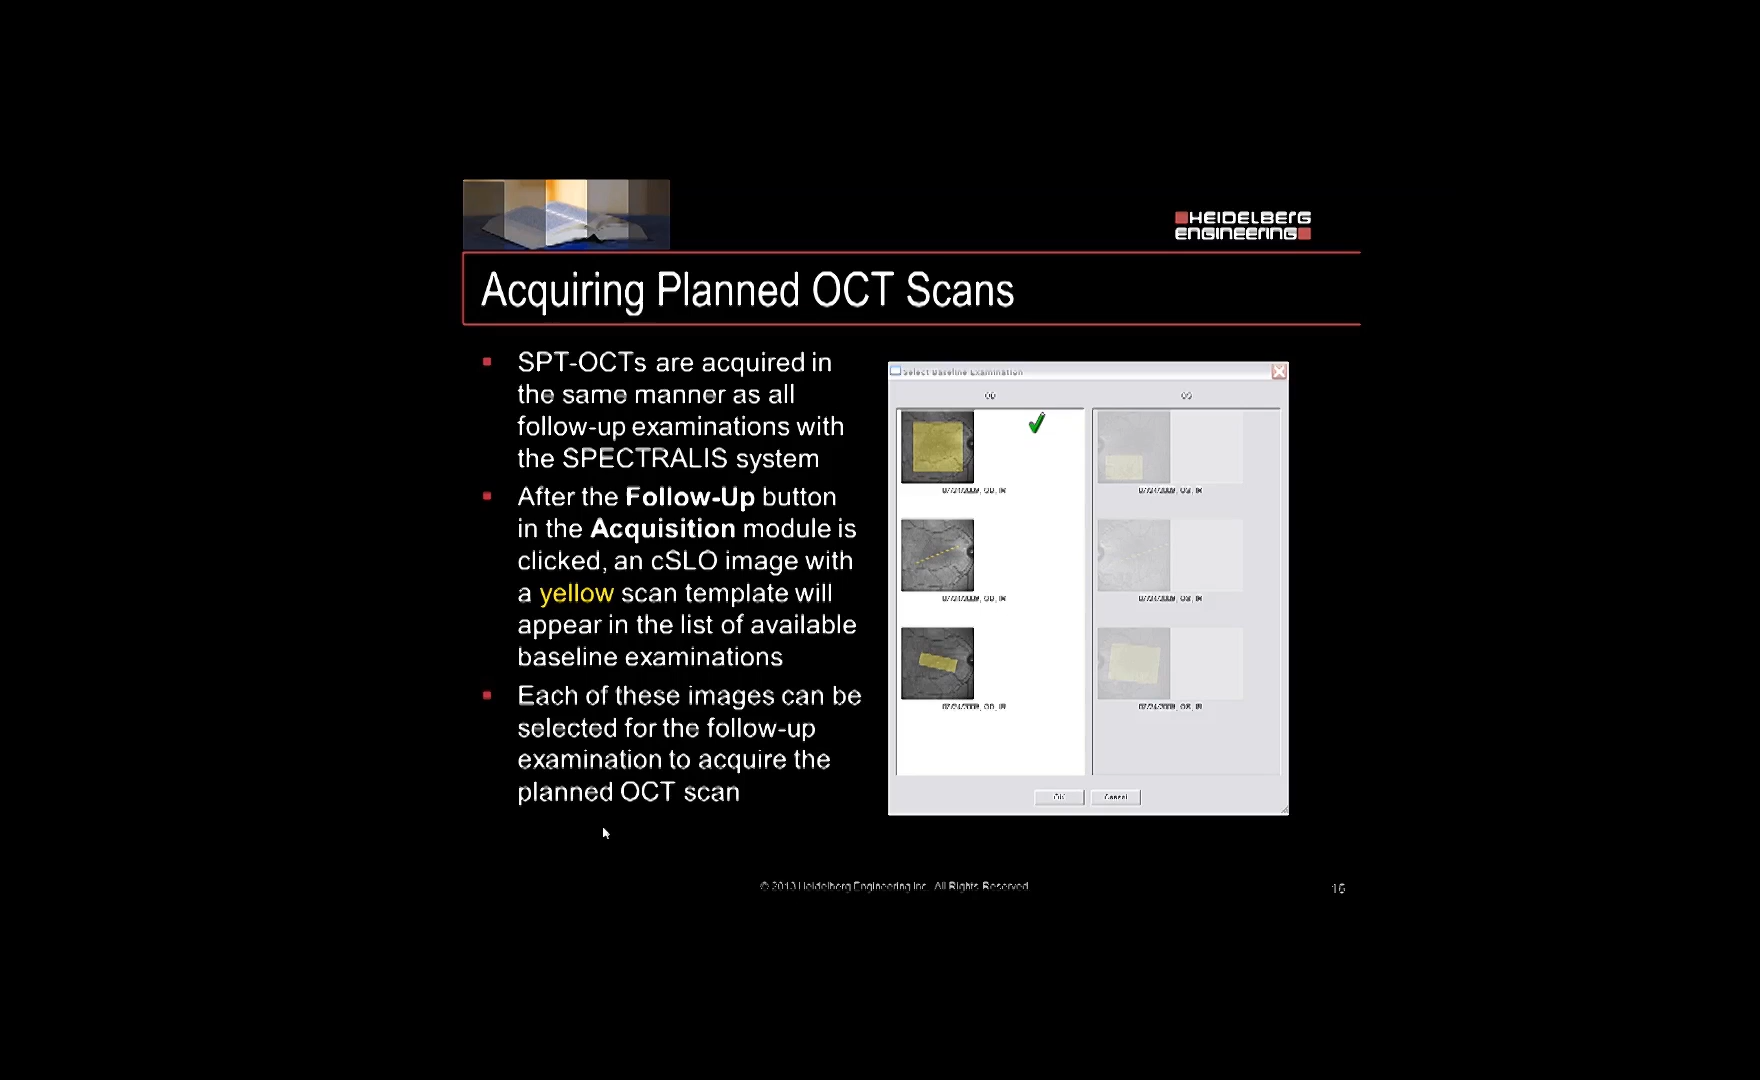 HEIDELBERG
ENGINEERING
Acquiring Planned OCT Scans
SPT-OCTs are acquired in
the same manner as all
follow-up examinations with
the SPECTRALIS system
After the Follow-Up button
in the Acquisition module is
clicked, an cSLO image with
a yellow scan template will
appear in the list of available
baseline examinations
Each of these images can be
selected for the follow-up
examination to acquire the
planned OCT scan
Select Baseline Examination
OD
OS
OK
Cancel
© 2013 Heidelberg Engineering Inc. All Rights Reserved